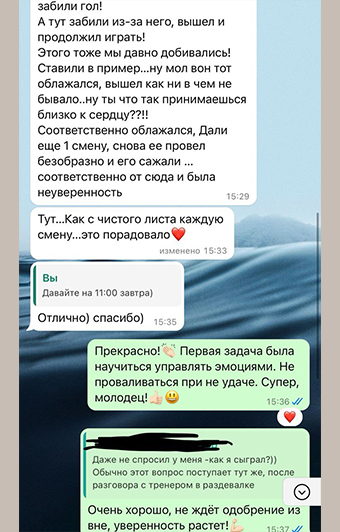 забили гол!
А тут забили из-за него, вышел и
продолжил играть!
Этого тоже мы давно добивались!
Ставили в пример...ну мол вон тот
облажался, вышел как ни в чем не
бывало..ну ты что так принимаешься
близко к сердцу??!!
Соответственно облажался, Дали
еще 1 смену, снова ее провел
безобразно и его сажали ...
соответственно от сюда и была
неуверенность
15:29
Тут...Как с чистого листа каждую
смену...это порадовало❤️
изменено 15:33
Вы
Давайте на 11:00 завтра)
Отлично) спасибо) 15:35
Прекрасно!👏🏻 Первая задача была
научиться управлять эмоциями. Не
проваливаться при не удаче. Супер,
молодец!👍🏻😃
15:36
❤️
Даже не спросил у меня -как я сыграл?))
Обычно этот вопрос поступает тут же, после
разговора с тренером в раздевалке
Очень хорошо, не ждёт одобрение из
вне, уверенность растет!💪🏻 15:37